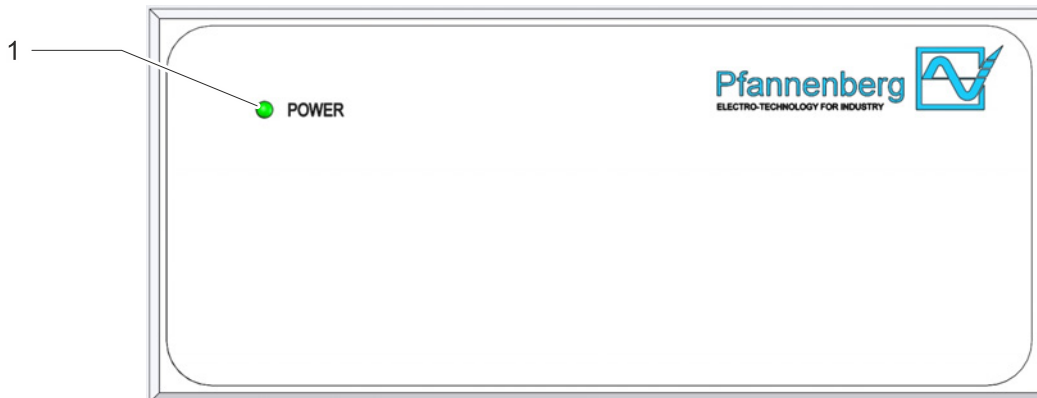 1
POWER
Pfannenberg
ELECTRO-TECHNOLOGY FOR INDUSTRY